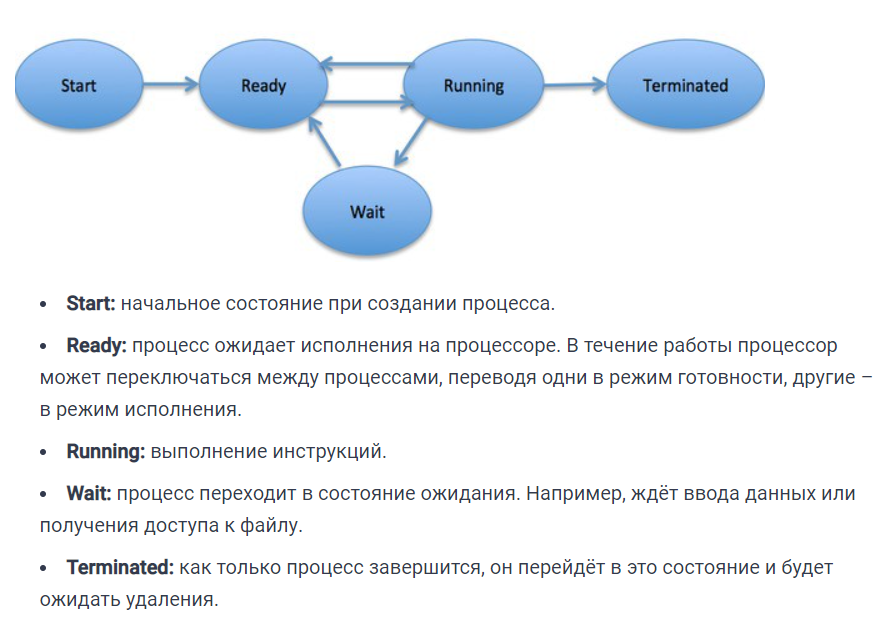 Start
Ready
Running
Terminated
Wait
• Start: начальное состояние при создании процесса.
• Ready: процесс ожидает исполнения на процессоре. В течение работы процессор
может переключаться между процессами, переводя одни в режим готовности, другие –
в режим исполнения.
• Running: выполнение инструкций.
• Wait: процесс переходит в состояние ожидания. Например, ждёт ввода данных или
получения доступа к файлу.
• Terminated: как только процесс завершится, он перейдёт в это состояние и будет
ожидать удаления.